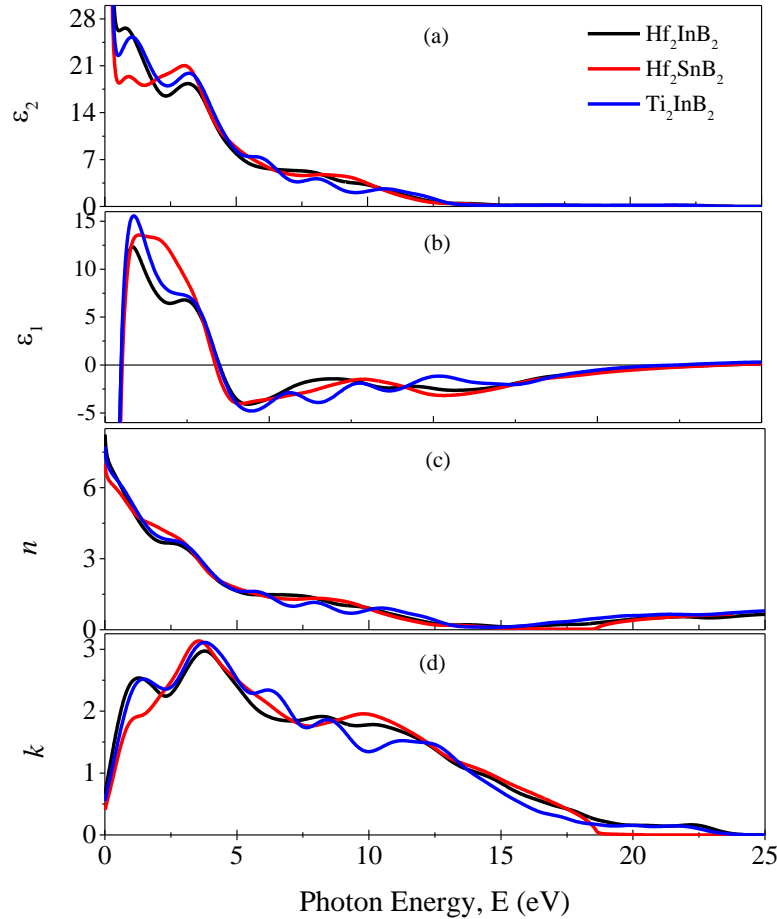 28
21
14
7
0
ε₂
(a)
Hf₂InB₂
Hf₂SnB₂
Ti₂InB₂
15
10
5
0
-5
ε₁
(b)
6
3
0
n
(c)
3
2
1
0
k
(d)
0 5 10 15 20 25
Photon Energy, E (eV)